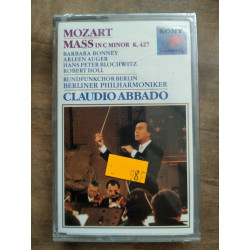 MOZART
MASS IN C MINOR K. 427
BARBARA BONNEY
ARLEEN AUGER
HANS PETER BLOCHWITZ
ROBERT HOLL
RUNDFUNKCHOR BERLIN
BERLINER PHILHARMONIKER
CLAUDIO ABBADO
SONY